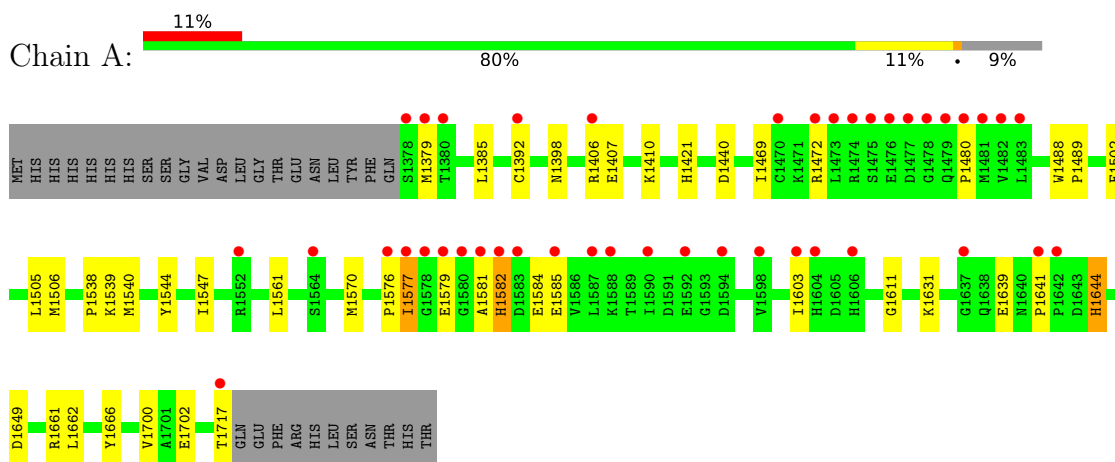 11%
Chain A:
80% 11% • 9%
MET HIS HIS HIS HIS HIS HIS SER SER GLY VAL ASP LEU GLY THR GLU ASN LEU TYR PHE GLN S1378 M1379 T1380 L1385 C1392 N1398 R1406 E1407 K1410 H1421 D1440 I1469 C1470 K1471 R1472 L1473 R1474 S1475 E1476 D1477 G1478 Q1479 P1480 M1481 V1482 L1483 W1488 P1489
L1505 M1506 P1538 K1539 M1540 Y1544 I1547 R1552 L1561 S1564 M1570 P1576 I1577 G1578 E1579 G1580 A1581 H1582 D1583 E1584 E1585 V1586 L1587 K1588 T1589 I1590 D1591 E1592 G1593 D1594 V1598 I1603 H1604 D1605 H1606 G1611 K1631 G1637 Q1638 E1639 N1640 P1641 P1642 D1643 H1644
D1649 R1661 L1662 Y1666 V1700 A1701 E1702 T1717 GLN GLU PHE ARG HIS LEU SER ASN THR HIS THR